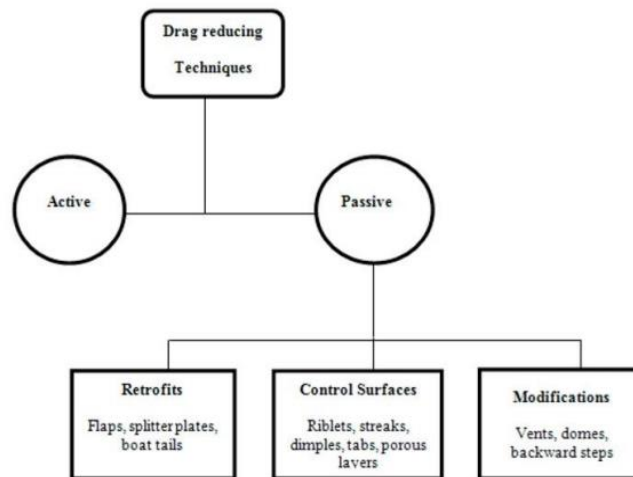 Drag reducing
Techniques
Active
Passive
Retrofits
Flaps, splitter plates,
boat tails
Control Surfaces
Riblets, streaks,
dimples, tabs, porous
layers
Modifications
Vents, domes,
backward steps